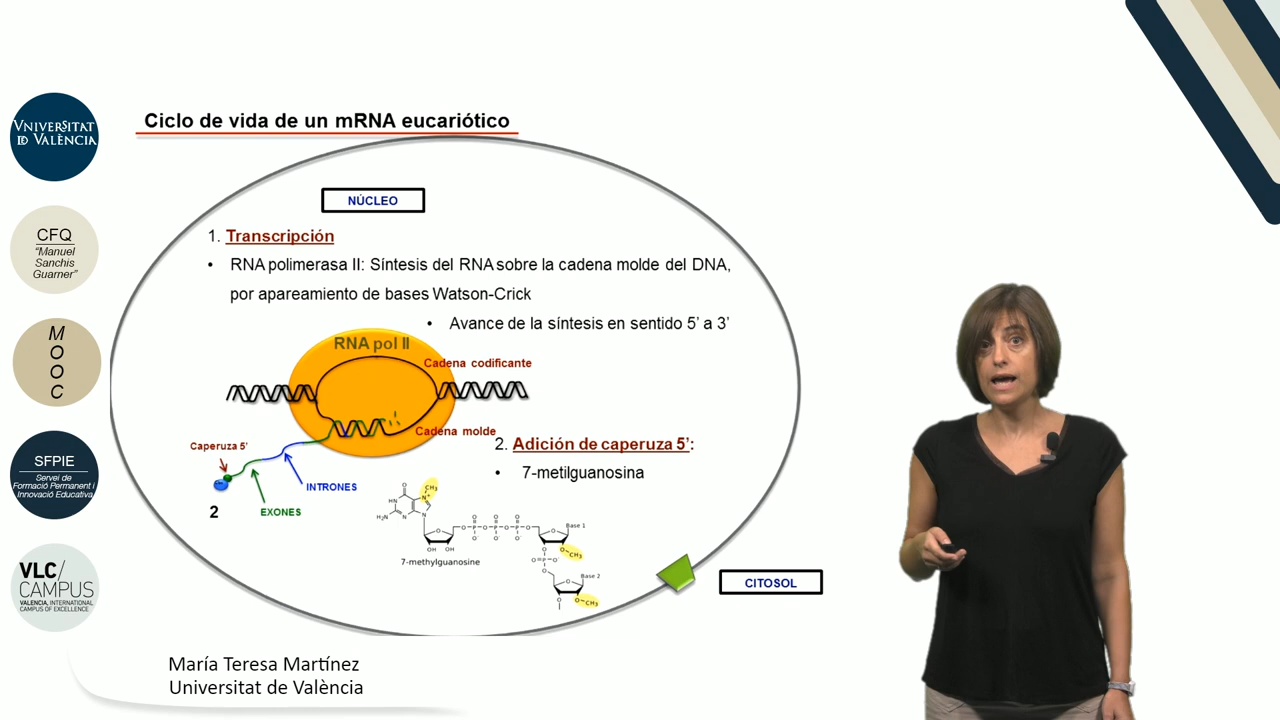 VNIVERSITAT
ID VALÈNCIA
CFQ
“Manuel
Sanchis
Guarner”
M
O
O
C
SFPIE
Servei de
Formació Permanent i
Innovació Educativa
VLC/
CAMPUS
VALENCIA, INTERNATIONAL
CAMPUS OF EXCELLENCE
Ciclo de vida de un mRNA eucariótico
NÚCLEO
1. Transcripción
• RNA polimerasa II: Síntesis del RNA sobre la cadena molde del DNA,
por apareamiento de bases Watson-Crick
• Avance de la síntesis en sentido 5’ a 3’
RNA pol II
Cadena codificante
Cadena molde
Caperuza 5’
INTRONES
EXONES
2
2. Adición de caperuza 5’:
• 7-metilguanosina
O
CH₃
HN
N⁺
H₂N
N
N
O
OH OH
O P O P O P O
O O O
O⁻ O⁻ O⁻
O
Base 1
O CH₃
O
O P O⁻
O
O
Base 2
O CH₃
O
7-methylguanosine
CITOSOL
María Teresa Martínez
Universitat de València